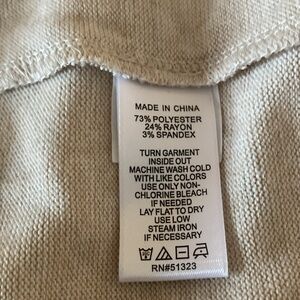 MADE IN CHINA
73% POLYESTER
24% RAYON
3% SPANDEX
TURN GARMENT
INSIDE OUT
MACHINE WASH COLD
WITH LIKE COLORS
USE ONLY NON-
CHLORINE BLEACH
IF NEEDED
LAY FLAT TO DRY
USE LOW
STEAM IRON
IF NECESSARY
RN#51323